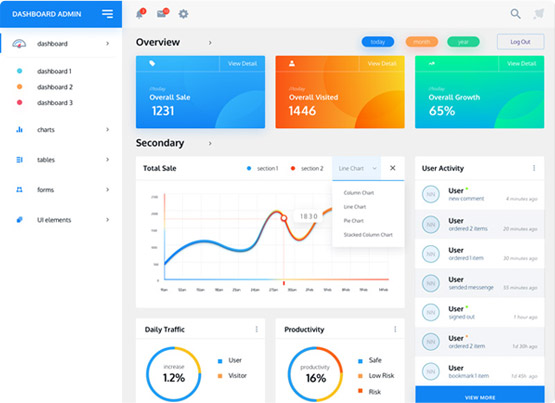 DASHBOARD ADMIN
dashboard
dashboard 1
dashboard 2
dashboard 3
charts
tables
forms
UI elements
Overview
today
month
year
Log Out
View Detail
#today
Overall Sale
1231
View Detail
#today
Overall Visited
1446
View Detail
#today
Overall Growth
65%
Secondary
Total Sale
section 1
section 2
Line Chart
Column Chart
Line Chart
Pie Chart
Stacked Column Chart
1830
User Activity
NN
User
new comment
4 minutes ago
NN
User
ordered 2 items
20 minutes ago
NN
User
ordered 1 item
30 minutes ago
NN
User
sended messenge
55 minutes ago
NN
User
signed out
1 hour ago
NN
User
ordered 2 item
1d 30h ago
NN
User
bookmark 1 item
1d 45h ago
VIEW MORE
Daily Traffic
increase
1.2%
User
Visitor
Productivity
productivity
16%
Safe
Low Risk
Risk